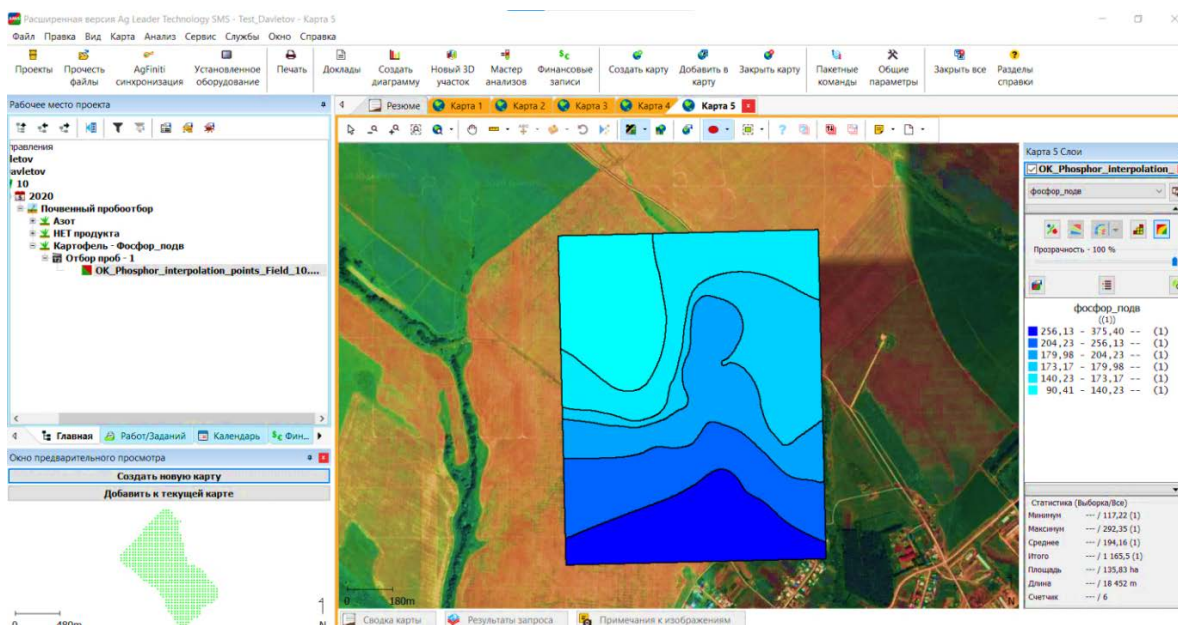 Расширенная версия Ag Leader Technology SMS - Test_Davletov - Карта 5
Файл Правка Вид Карта Анализ Сервис Службы Окно Справка
Проекты Прочесть файлы AgFiniti синхронизация Установленное оборудование Печать Доклады Создать диаграмму Новый 3D участок Мастер анализов Финансовые записи Создать карту Добавить в карту Закрыть карту Пакетные команды Общие параметры Закрыть все Разделы справки
Рабочее место проекта
Резюме Карта 1 Карта 2 Карта 3 Карта 4 Карта 5
правления
letov
avletov
10
2020
Почвенный пробоотбор
Азот
НЕТ продукта
Картофель - Фосфор_подв
Отбор проб - 1
OK_Phosphor_interpolation_points_Field_10....
Главная Работ/Заданий Календарь Фин...
Окно предварительного просмотра
Создать новую карту
Добавить к текущей карте
0 480m N
0 180m N
Сводка карты Результаты запроса Примечания к изображениям
Карта 5 Слои
OK_Phosphor_interpolation_
фосфор_подв
Прозрачность - 100 %
фосфор_подв
((1))
256,13 - 375,40 -- (1)
204,23 - 256,13 -- (1)
179,98 - 204,23 -- (1)
173,17 - 179,98 -- (1)
140,23 - 173,17 -- (1)
90,41 - 140,23 -- (1)
Статистика (Выборка/Все)
Минимум --- / 117,22 (1)
Максимум --- / 292,35 (1)
Среднее --- / 194,16 (1)
Итого --- / 1 165,5 (1)
Площадь --- / 135,83 ha
Длина --- / 18 452 m
Счетчик --- / 6